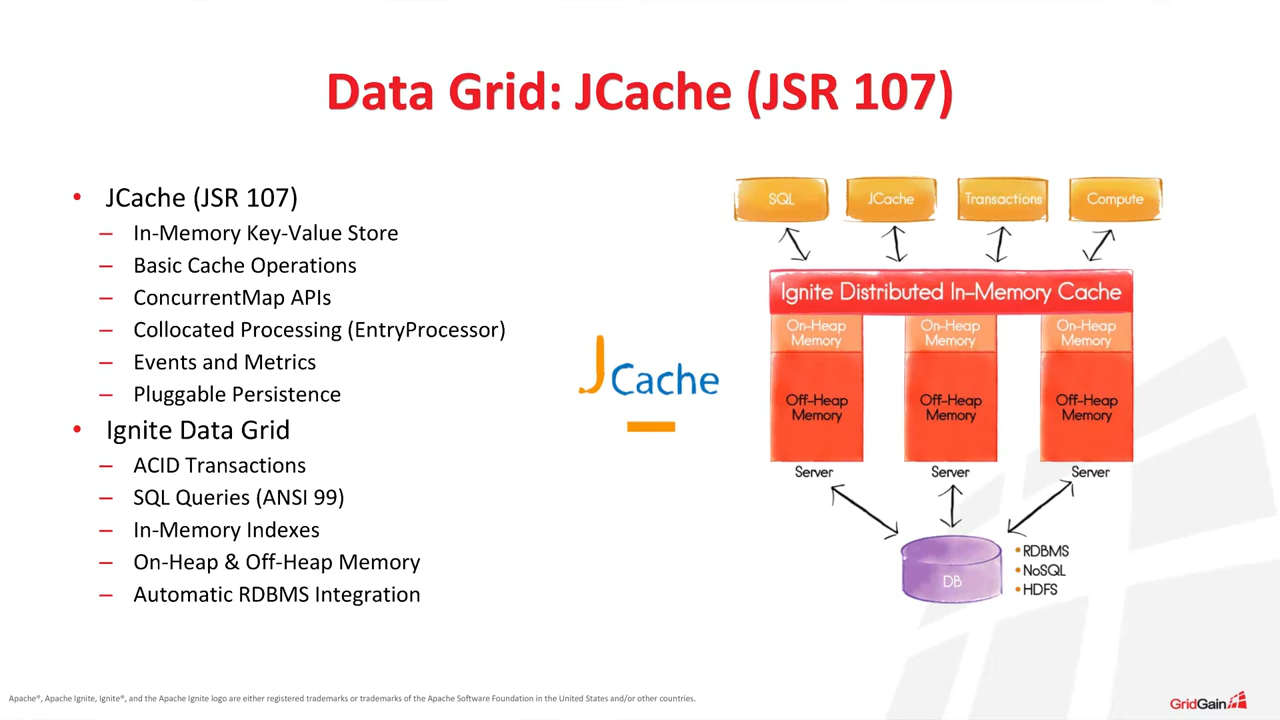 Data Grid: JCache (JSR 107)
• JCache (JSR 107)
– In-Memory Key-Value Store
– Basic Cache Operations
– ConcurrentMap APIs
– Collocated Processing (EntryProcessor)
– Events and Metrics
– Pluggable Persistence
• Ignite Data Grid
– ACID Transactions
– SQL Queries (ANSI 99)
– In-Memory Indexes
– On-Heap & Off-Heap Memory
– Automatic RDBMS Integration
JCache
SQL
JCache
Transactions
Compute
Ignite Distributed In-Memory Cache
On-Heap
Memory
On-Heap
Memory
On-Heap
Memory
Off-Heap
Memory
Off-Heap
Memory
Off-Heap
Memory
Server
Server
Server
DB
• RDBMS
• NoSQL
• HDFS
Apache®, Apache Ignite, Ignite®, and the Apache Ignite logo are either registered trademarks or trademarks of the Apache Software Foundation in the United States and/or other countries.
GridGain